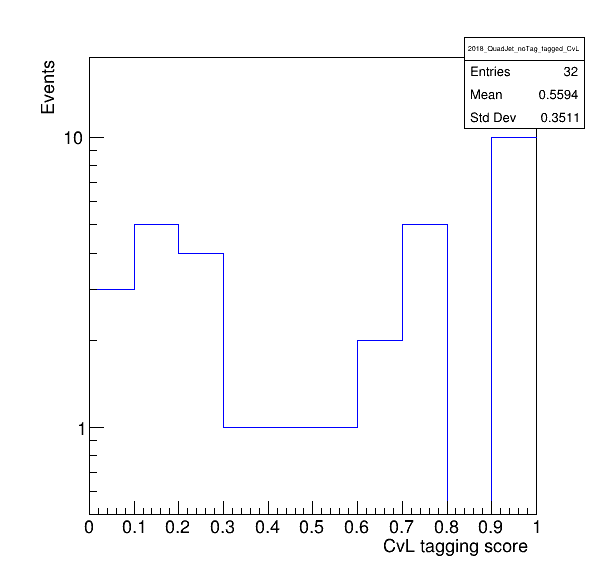 2018_QuadJet_noTag_tagged_CvL
Entries 32
Mean 0.5594
Std Dev 0.3511
Events
10
1
0 0.1 0.2 0.3 0.4 0.5 0.6 0.7 0.8 0.9 1
CvL tagging score